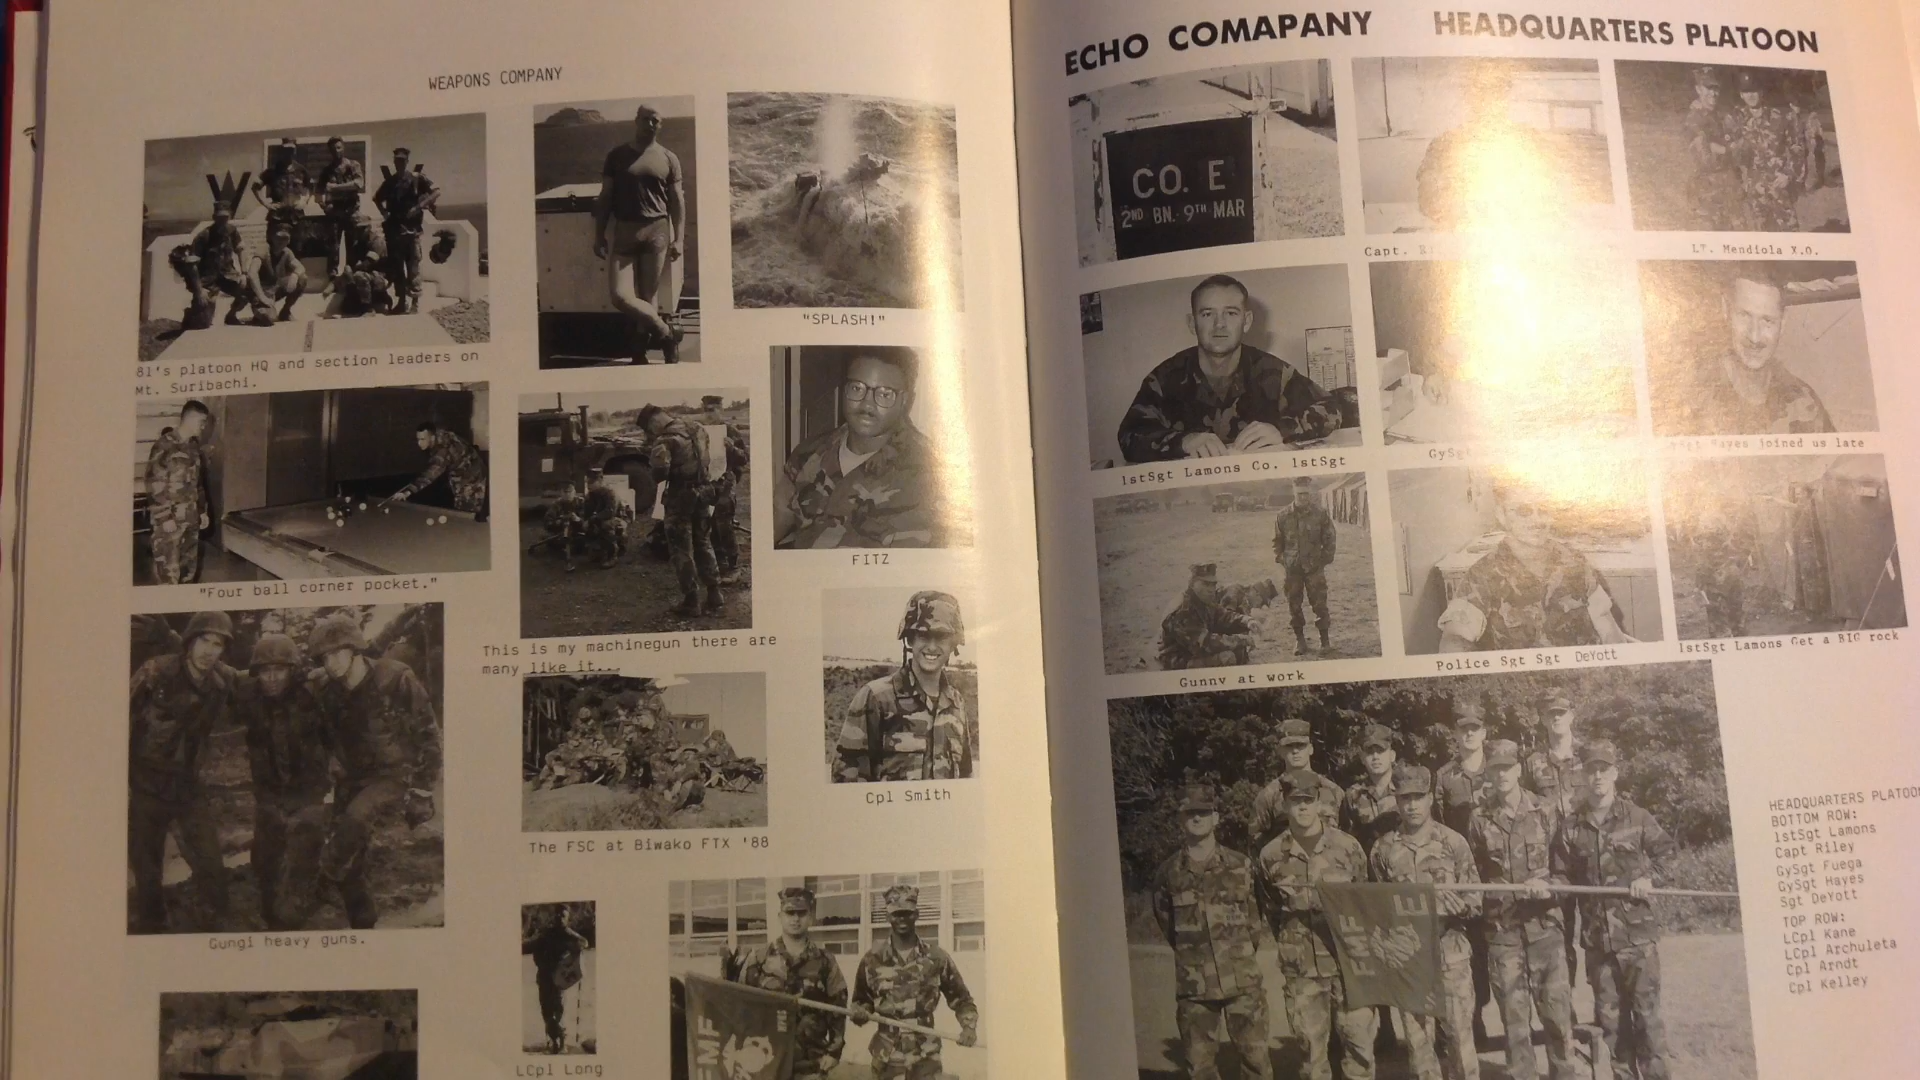 WEAPONS COMPANY
W
81's platoon HQ and section leaders on
Mt. Suribachi.
"SPLASH!"
"Four ball corner pocket."
This is my machinegun there are
many like it...
FITZ
Gungi heavy guns.
The FSC at Biwako FTX '88
Cpl Smith
LCpl Long
FMF
ECHO COMAPANY HEADQUARTERS PLATOON
CO. E
2ND BN. 9TH MAR
Capt.
LT. Mendiola X.O.
1stSgt Lamons Co. 1stSgt
GySgt
Hayes joined us late
Gunny at work
Police Sgt Sgt DeYott
1stSgt Lamons Get a BIG rock
FMF E
HEADQUARTERS PLATOON
BOTTOM ROW:
1stSgt Lamons
Capt Riley
GySgt Fuega
GySgt Hayes
Sgt DeYott
TOP ROW:
LCpl Kane
LCpl Archuleta
Cpl Arndt
Cpl Kelley